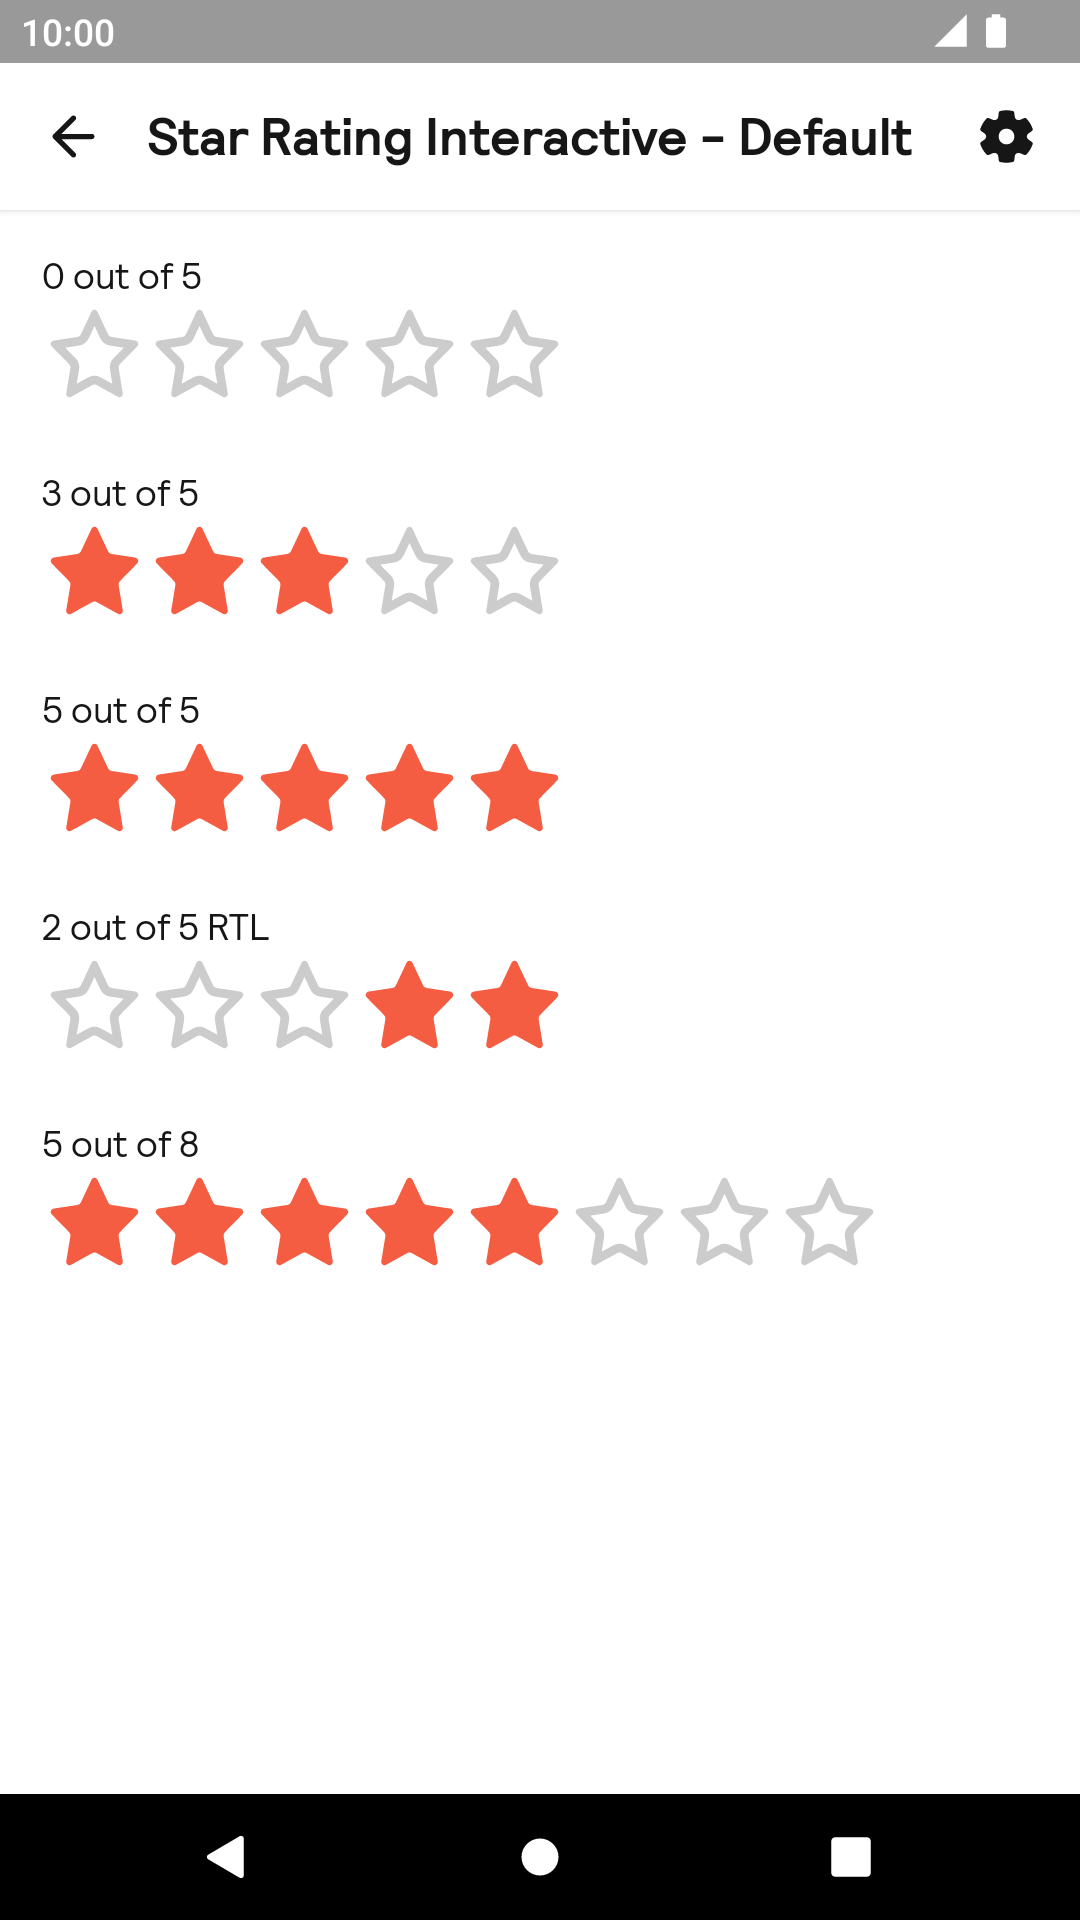 10:00
Star Rating Interactive - Default
0 out of 5
3 out of 5
5 out of 5
2 out of 5 RTL
5 out of 8